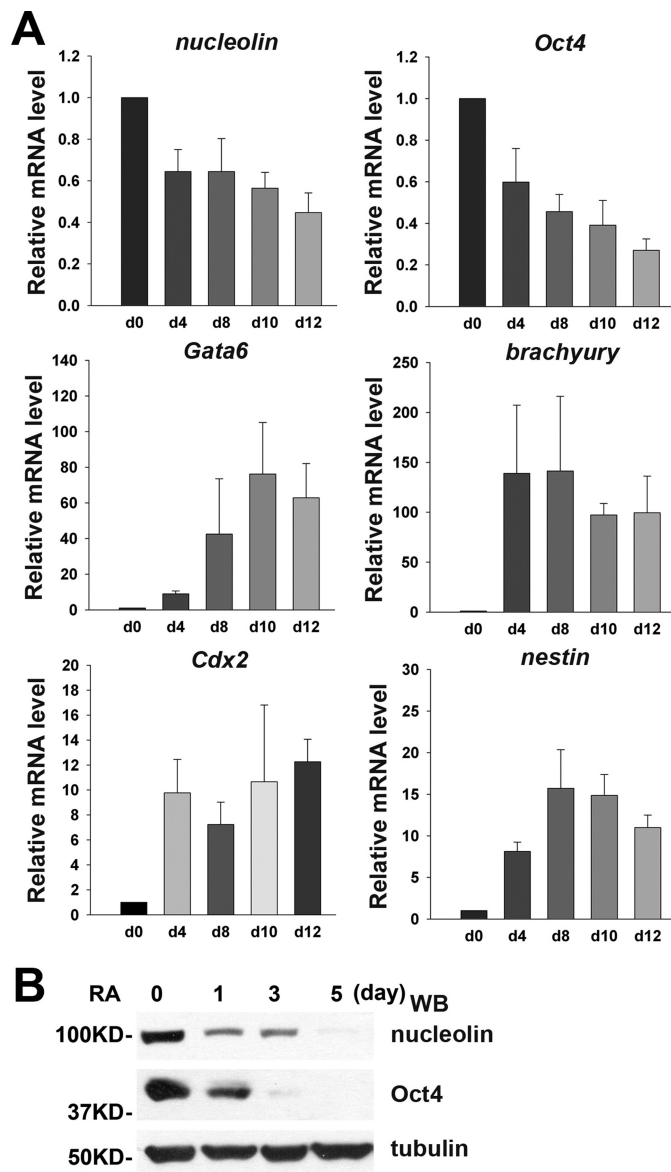 A
nucleolin
Relative mRNA level
1.2
1.0
0.8
0.6
0.4
0.2
0.0
d0 d4 d8 d10 d12
Oct4
Relative mRNA level
1.2
1.0
0.8
0.6
0.4
0.2
0.0
d0 d4 d8 d10 d12
Gata6
Relative mRNA level
140
120
100
80
60
40
20
0
d0 d4 d8 d10 d12
brachyury
Relative mRNA level
250
200
150
100
50
0
d0 d4 d8 d10 d12
Cdx2
Relative mRNA level
20
18
16
14
12
10
8
6
4
2
0
d0 d4 d8 d10 d12
nestin
Relative mRNA level
30
25
20
15
10
5
0
d0 d4 d8 d10 d12
B
RA 0 1 3 5 (day) WB
100KD- nucleolin
Oct4
37KD-
50KD- tubulin